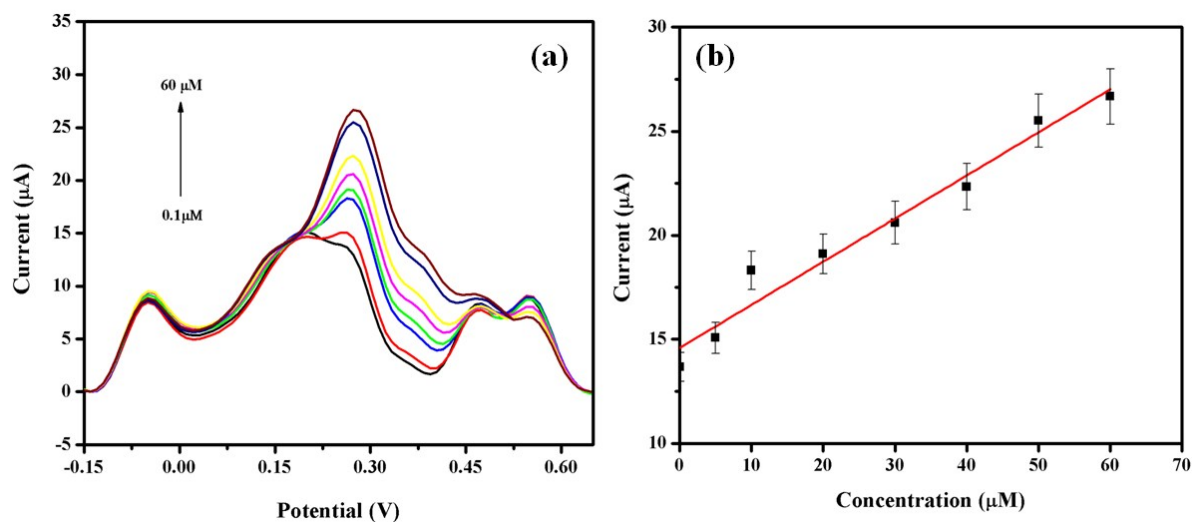 (a)
35
30
25
20
15
10
5
0
-5
Current (µA)
60 µM
0.1µM
-0.15 0.00 0.15 0.30 0.45 0.60
Potential (V)
(b)
30
25
20
15
10
Current (µA)
0 10 20 30 40 50 60 70
Concentration (µM)